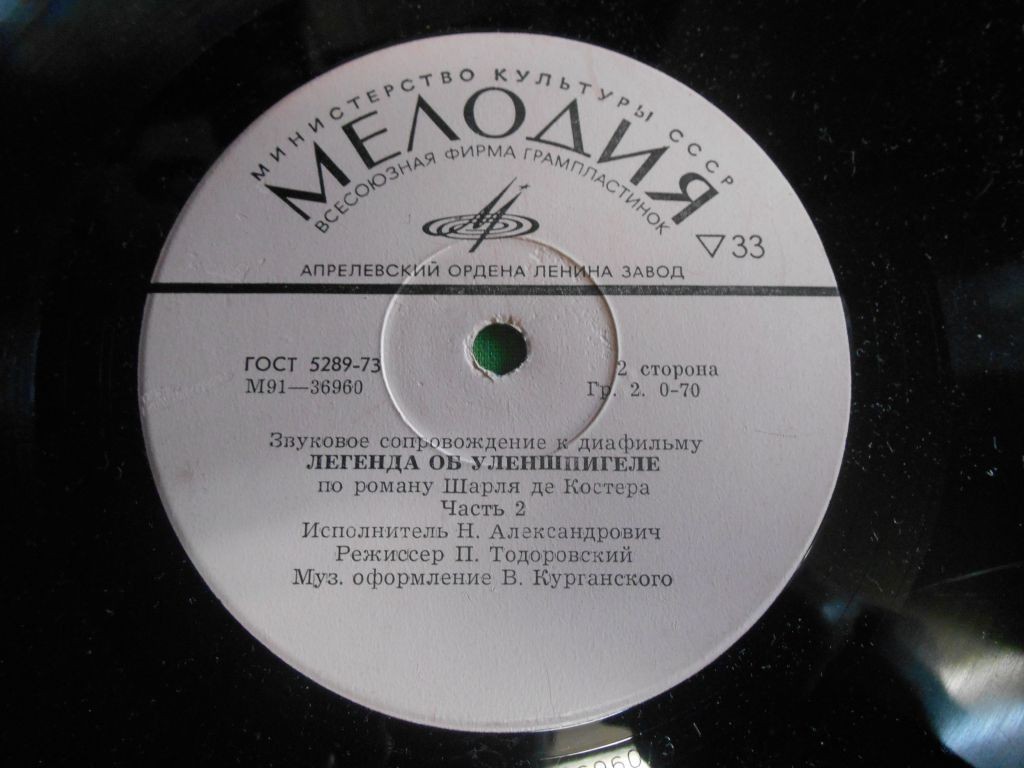 МИНИСТЕРСТВО КУЛЬТУРЫ СССР
МЕЛОДИЯ
ВСЕСОЮЗНАЯ ФИРМА ГРАМПЛАСТИНОК
33
АПРЕЛЕВСКИЙ ОРДЕНА ЛЕНИНА ЗАВОД
ГОСТ 5289-73
М91—36960
2 сторона
Гр. 2. 0-70
Звуковое сопровождение к диафильму
ЛЕГЕНДА ОБ УЛЕНШПИГЕЛЕ
по роману Шарля де Костера
Часть 2
Исполнитель Н. Александрович
Режиссер П. Тодоровский
Муз. оформление В. Курганского